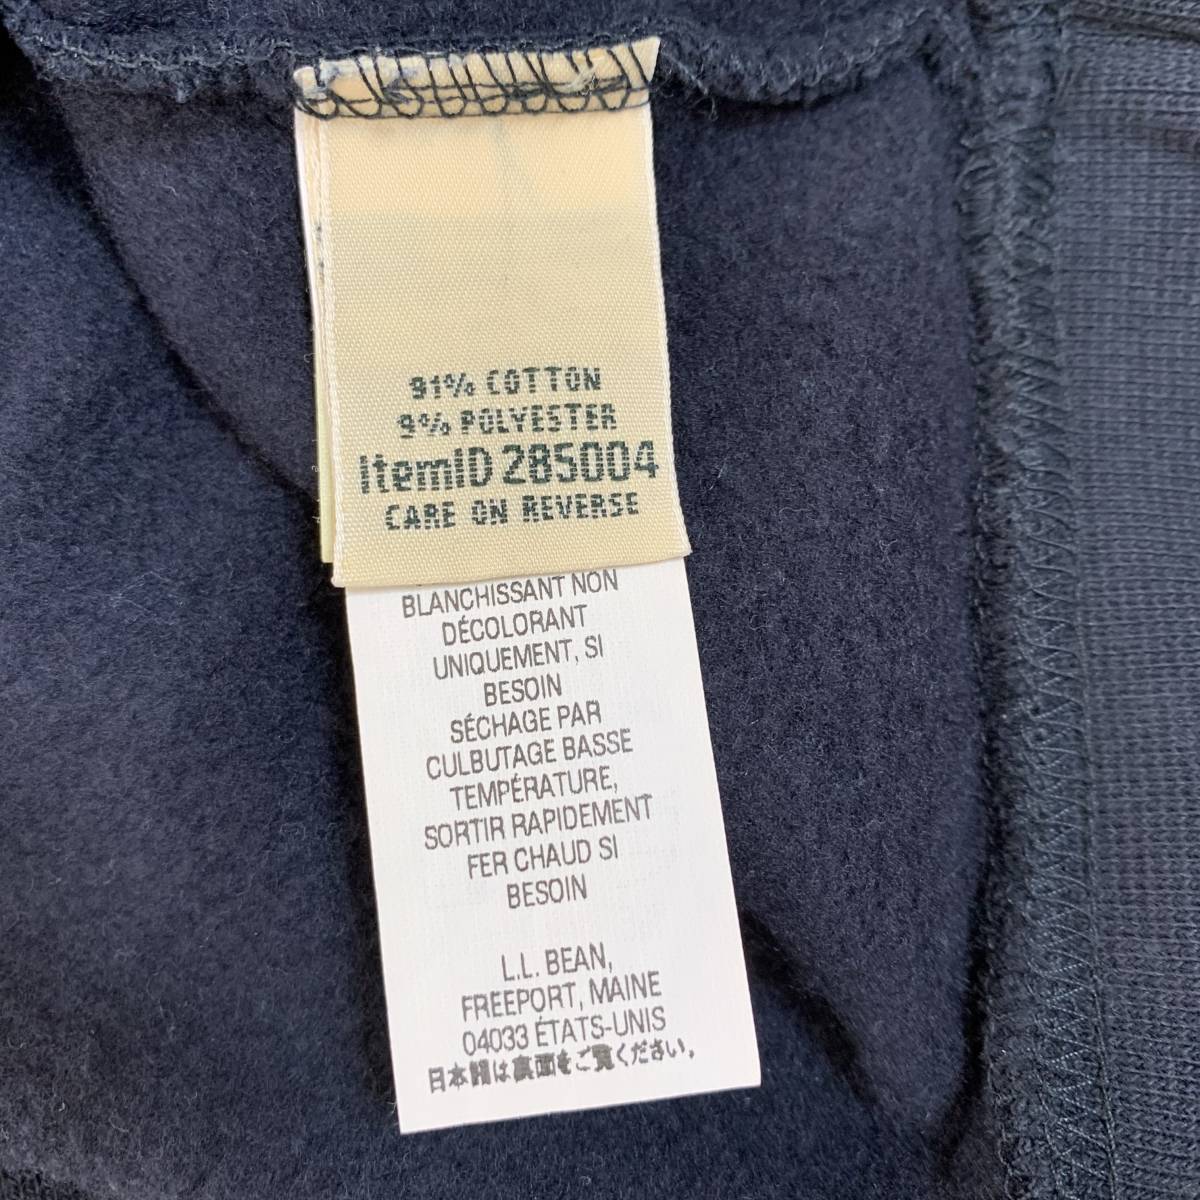 91% COTTON
9% POLYESTER
ItemID 285004
CARE ON REVERSE
BLANCHISSANT NON
DÉCOLORANT
UNIQUEMENT, SI
BESOIN
SÉCHAGE PAR
CULBUTAGE BASSE
TEMPÉRATURE,
SORTIR RAPIDEMENT
FER CHAUD SI
BESOIN
L.L. BEAN,
FREEPORT, MAINE
04033 ÉTATS-UNIS
日本語は裏面をご覧ください。